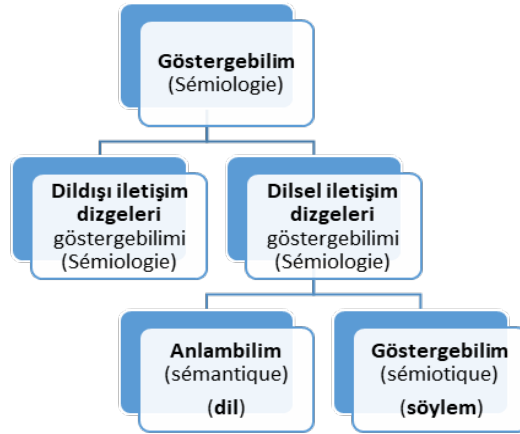 Göstergebilim
(Sémiologie)
Dildışı iletişim
dizgeleri
göstergebilimi
(Sémiologie)
Dilsel iletişim
dizgeleri
göstergebilimi
(Sémiologie)
Anlambilim
(sémantique)
(dil)
Göstergebilim
(sémiotique)
(söylem)